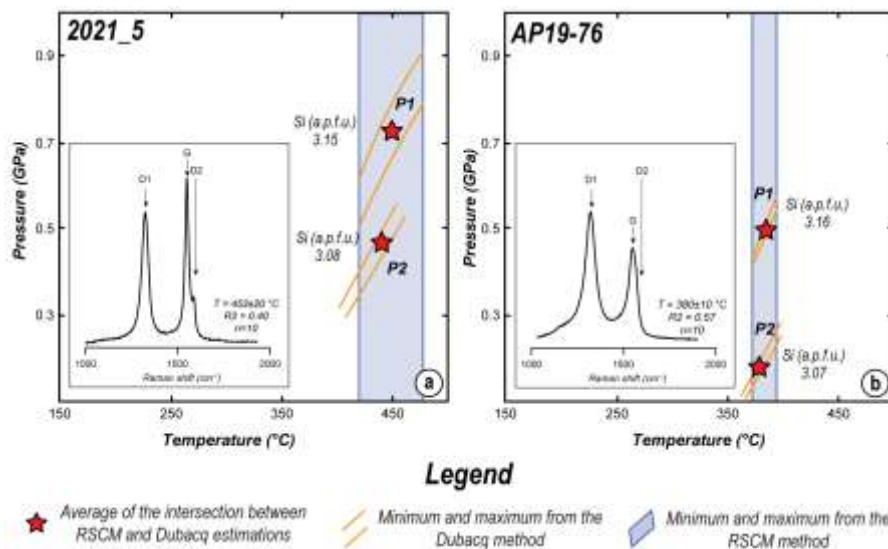 2021_5
AP19-76
0.9
0.7
0.5
0.3
Pressure (GPa)
P1
Si (a.p.f.u.)
3.15
Si (a.p.f.u.)
3.08
P2
G
D2
D1
T = 453±20 °C
R2 = 0.40
n=10
1000
1500
2000
Raman shift (cm⁻¹)
a
150
250
350
450
Temperature (°C)
0.9
0.7
0.5
0.3
Pressure (GPa)
P1
Si (a.p.f.u.)
3.16
P2
Si (a.p.f.u.)
3.07
D1
D2
G
T = 380±10 °C
R2 = 0.57
n=10
1000
1500
2000
Raman shift (cm⁻¹)
b
150
250
350
450
Temperature (°C)
Legend
Average of the intersection between
RSCM and Dubacq estimations
Minimum and maximum from the
Dubacq method
Minimum and maximum from the
RSCM method